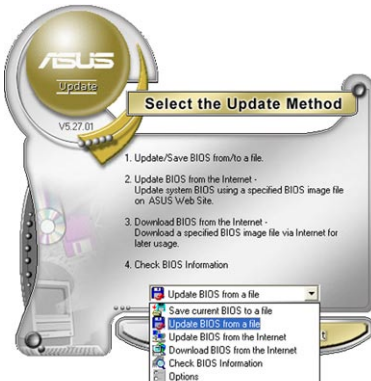 ASUS
Update
V5.27.01
Select the Update Method
1. Update/Save BIOS from/to a file.
2. Update BIOS from the Internet -
Update system BIOS using a specified BIOS image file
on ASUS Web Site.
3. Download BIOS from the Internet -
Download a specified BIOS image file via Internet for
later usage.
4. Check BIOS Information
Update BIOS from a file
Save current BIOS to a file
Update BIOS from a file
Update BIOS from the Internet
Download BIOS from the Internet
Check BIOS Information
Options